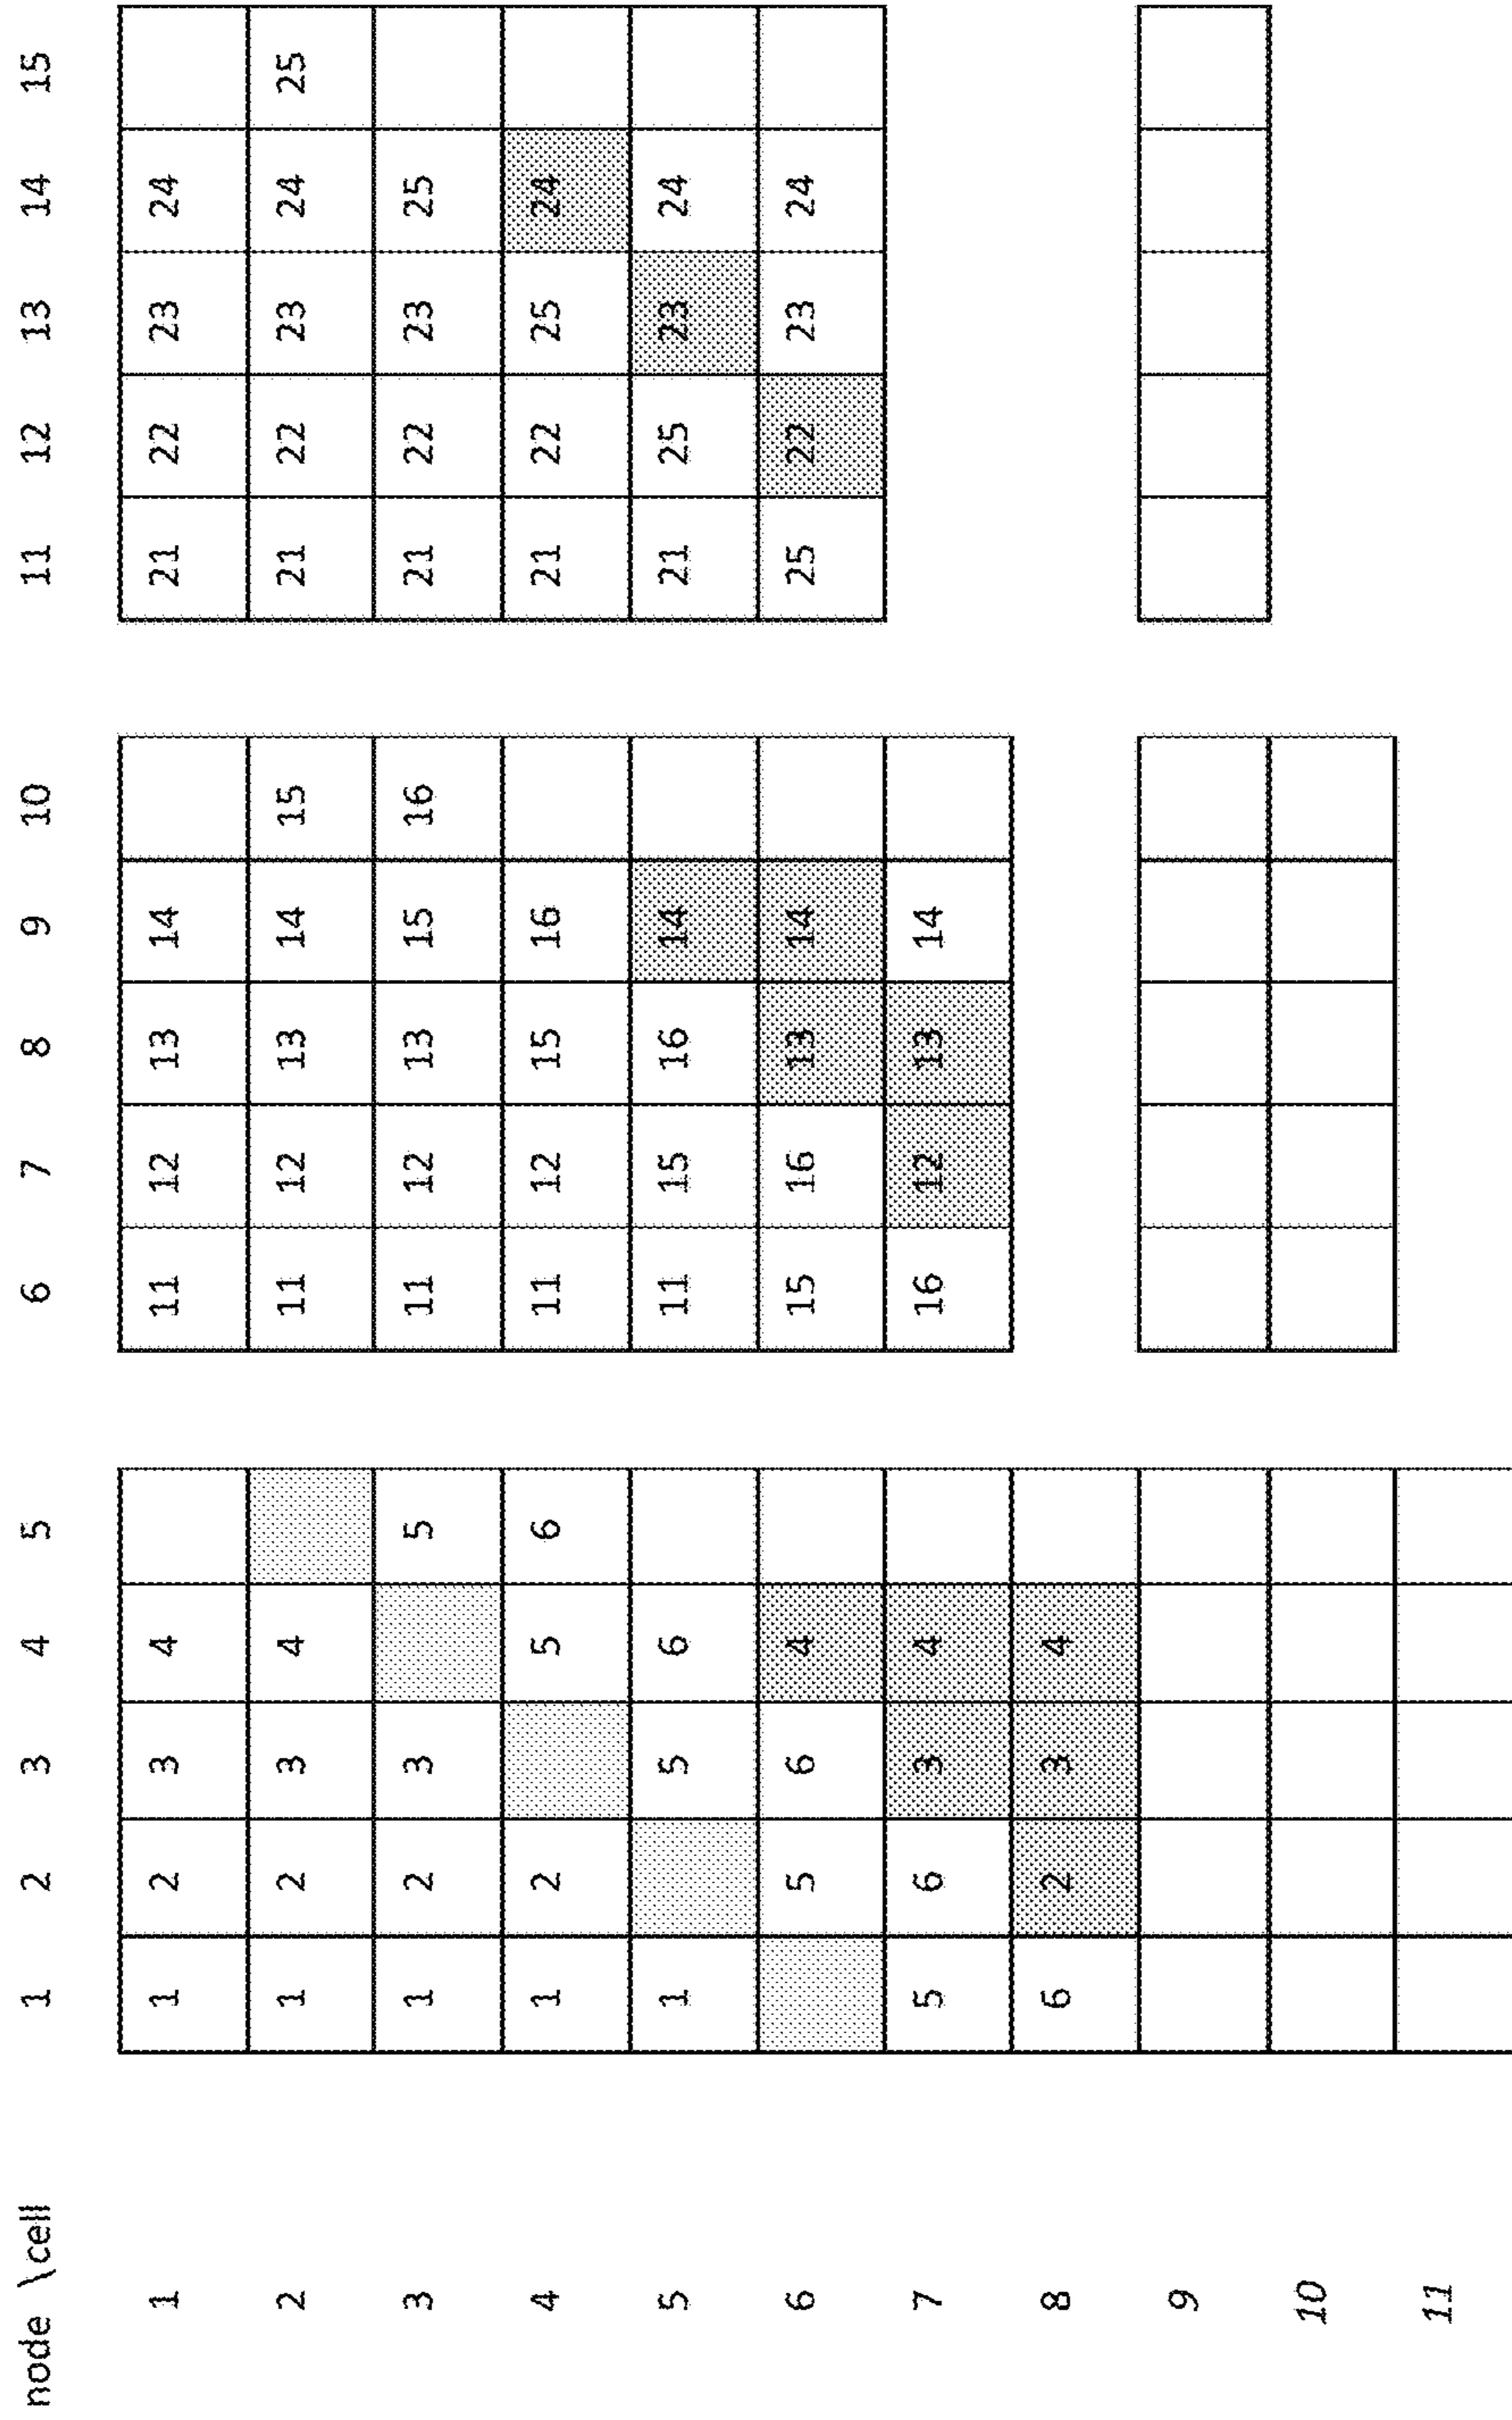 node \cell 1 2 3 4 5 6 7 8 9 10 11 12 13 14 15
1 1 2 3 4 11 12 13 14 21 22 23 24
2 1 2 3 4 11 12 13 14 15 21 22 23 24 25
3 1 2 3 5 11 12 13 15 16 21 22 23 25
4 1 2 5 6 11 12 15 16 21 22 25 24
5 1 5 6 11 15 16 14 21 25 23 24
6 5 6 4 15 16 13 14 25 22 23 24
7 5 6 3 4 16 12 13 14
8 6 2 3 4
9
10
11